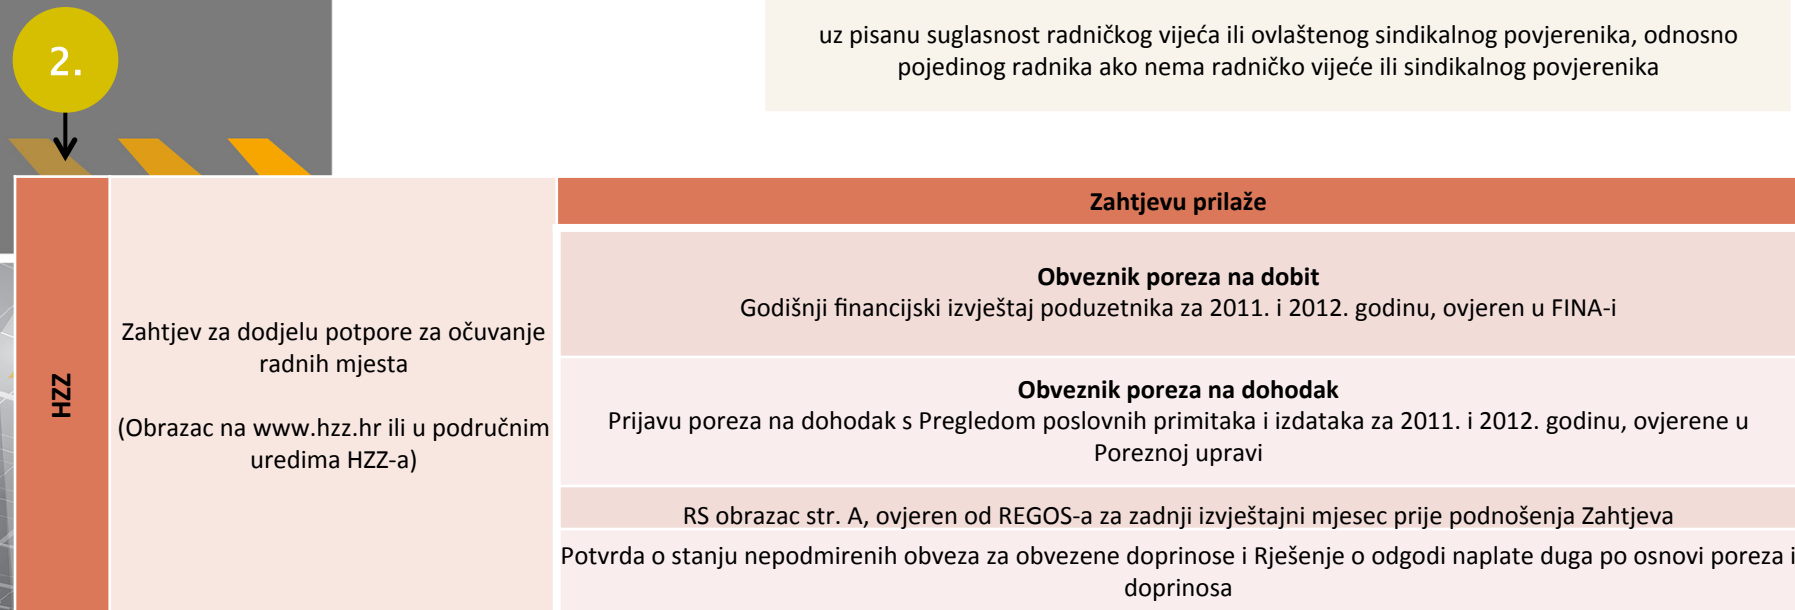 2.
uz pisanu suglasnost radničkog vijeća ili ovlaštenog sindikalnog povjerenika, odnosno
pojedinog radnika ako nema radničko vijeće ili sindikalnog povjerenika
HZZ
Zahtjev za dodjelu potpore za očuvanje
radnih mjesta
(Obrazac na www.hzz.hr ili u područnim
uredima HZZ-a)
Zahtjevu prilaže
Obveznik poreza na dobit
Godišnji financijski izvještaj poduzetnika za 2011. i 2012. godinu, ovjeren u FINA-i
Obveznik poreza na dohodak
Prijavu poreza na dohodak s Pregledom poslovnih primitaka i izdataka za 2011. i 2012. godinu, ovjerene u
Poreznoj upravi
RS obrazac str. A, ovjeren od REGOS-a za zadnji izvještajni mjesec prije podnošenja Zahtjeva
Potvrda o stanju nepodmirenih obveza za obvezene doprinose i Rješenje o odgodi naplate duga po osnovi poreza i
doprinosa